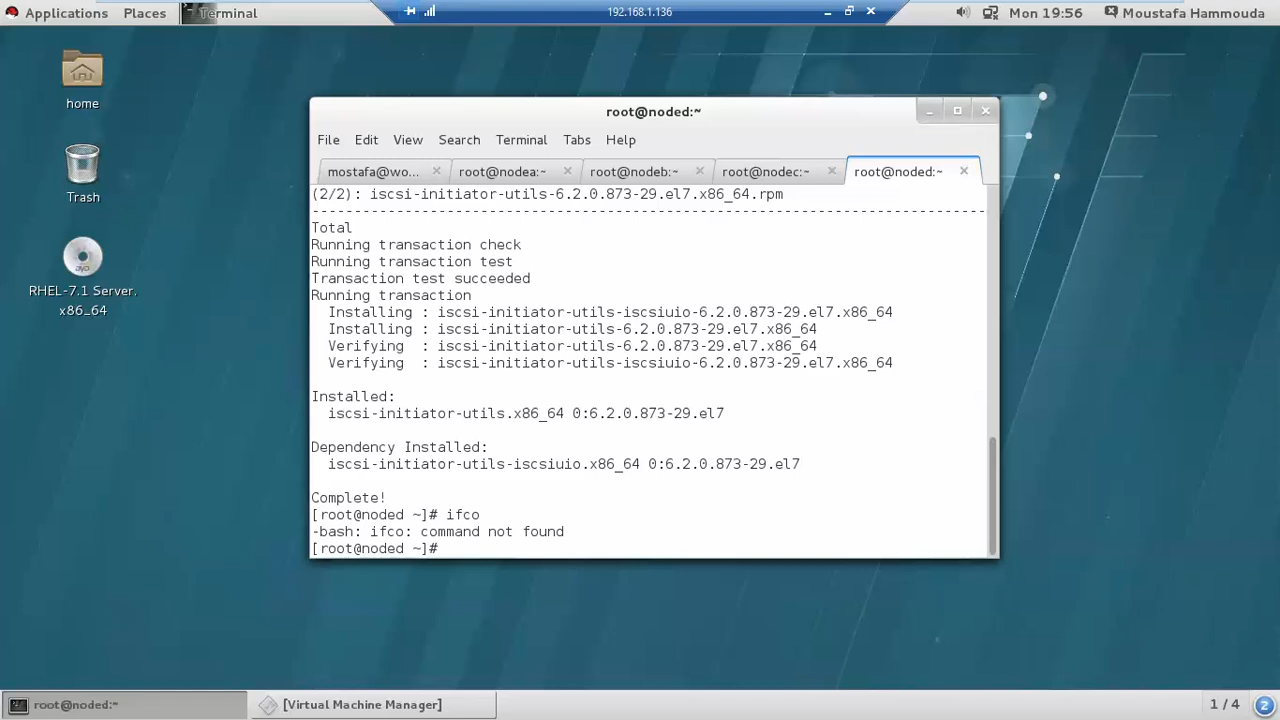 Applications Places Terminal 192.168.1.136 Mon 19:56 Moustafa Hammouda
home
Trash
RHEL-7.1 Server.
x86_64
root@noded:~
File Edit View Search Terminal Tabs Help
mostafa@wo... root@nodea:~ root@nodeb:~ root@nodec:~ root@noded:~
(2/2): iscsi-initiator-utils-6.2.0.873-29.el7.x86_64.rpm
--------------------------------------------------------------------------------
Total
Running transaction check
Running transaction test
Transaction test succeeded
Running transaction
Installing : iscsi-initiator-utils-iscsiuio-6.2.0.873-29.el7.x86_64
Installing : iscsi-initiator-utils-6.2.0.873-29.el7.x86_64
Verifying : iscsi-initiator-utils-6.2.0.873-29.el7.x86_64
Verifying : iscsi-initiator-utils-iscsiuio-6.2.0.873-29.el7.x86_64
Installed:
iscsi-initiator-utils.x86_64 0:6.2.0.873-29.el7
Dependency Installed:
iscsi-initiator-utils-iscsiuio.x86_64 0:6.2.0.873-29.el7
Complete!
[root@noded ~]# ifco
-bash: ifco: command not found
[root@noded ~]#
root@noded:~ [Virtual Machine Manager] 1 / 4 2